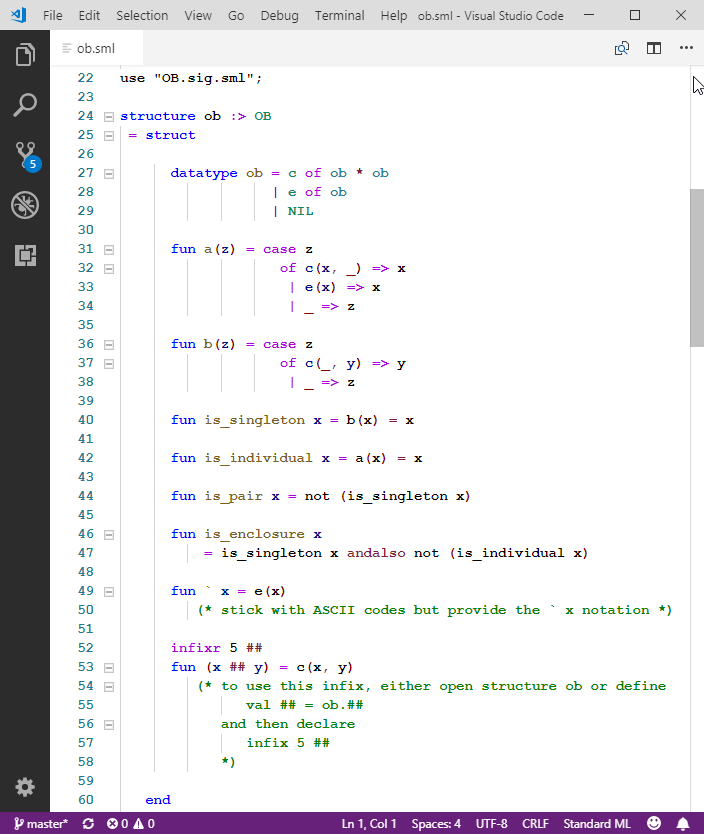 File Edit Selection View Go Debug Terminal Help ob.sml - Visual Studio Code
ob.sml
5
22 use "OB.sig.sml";
23
24 structure ob :> OB
25 = struct
26
27 datatype ob = c of ob * ob
28 | e of ob
29 | NIL
30
31 fun a(z) = case z
32 of c(x, _) => x
33 | e(x) => x
34 | _ => z
35
36 fun b(z) = case z
37 of c(_, y) => y
38 | _ => z
39
40 fun is_singleton x = b(x) = x
41
42 fun is_individual x = a(x) = x
43
44 fun is_pair x = not (is_singleton x)
45
46 fun is_enclosure x
47 = is_singleton x andalso not (is_individual x)
48
49 fun ` x = e(x)
50 (* stick with ASCII codes but provide the ` x notation *)
51
52 infixr 5 ##
53 fun (x ## y) = c(x, y)
54 (* to use this infix, either open structure ob or define
55 val ## = ob.##
56 and then declare
57 infix 5 ##
58 *)
59
60 end
master* 0 0 Ln 1, Col 1 Spaces: 4 UTF-8 CRLF Standard ML